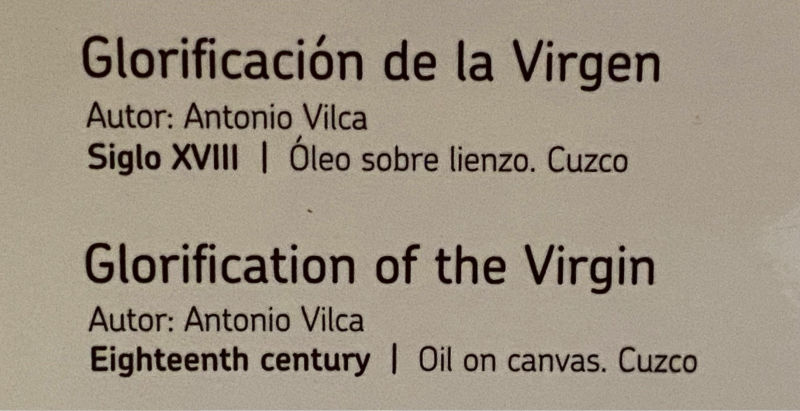 Glorificación de la Virgen
Autor: Antonio Vilca
Siglo XVIII | Óleo sobre lienzo. Cuzco
Glorification of the Virgin
Autor: Antonio Vilca
Eighteenth century | Oil on canvas. Cuzco